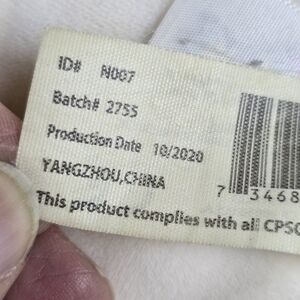 ID# N007
Batch# 2755
Production Date 10/2020
YANGZHOU,CHINA
7 3468
This product complies with all CPSC